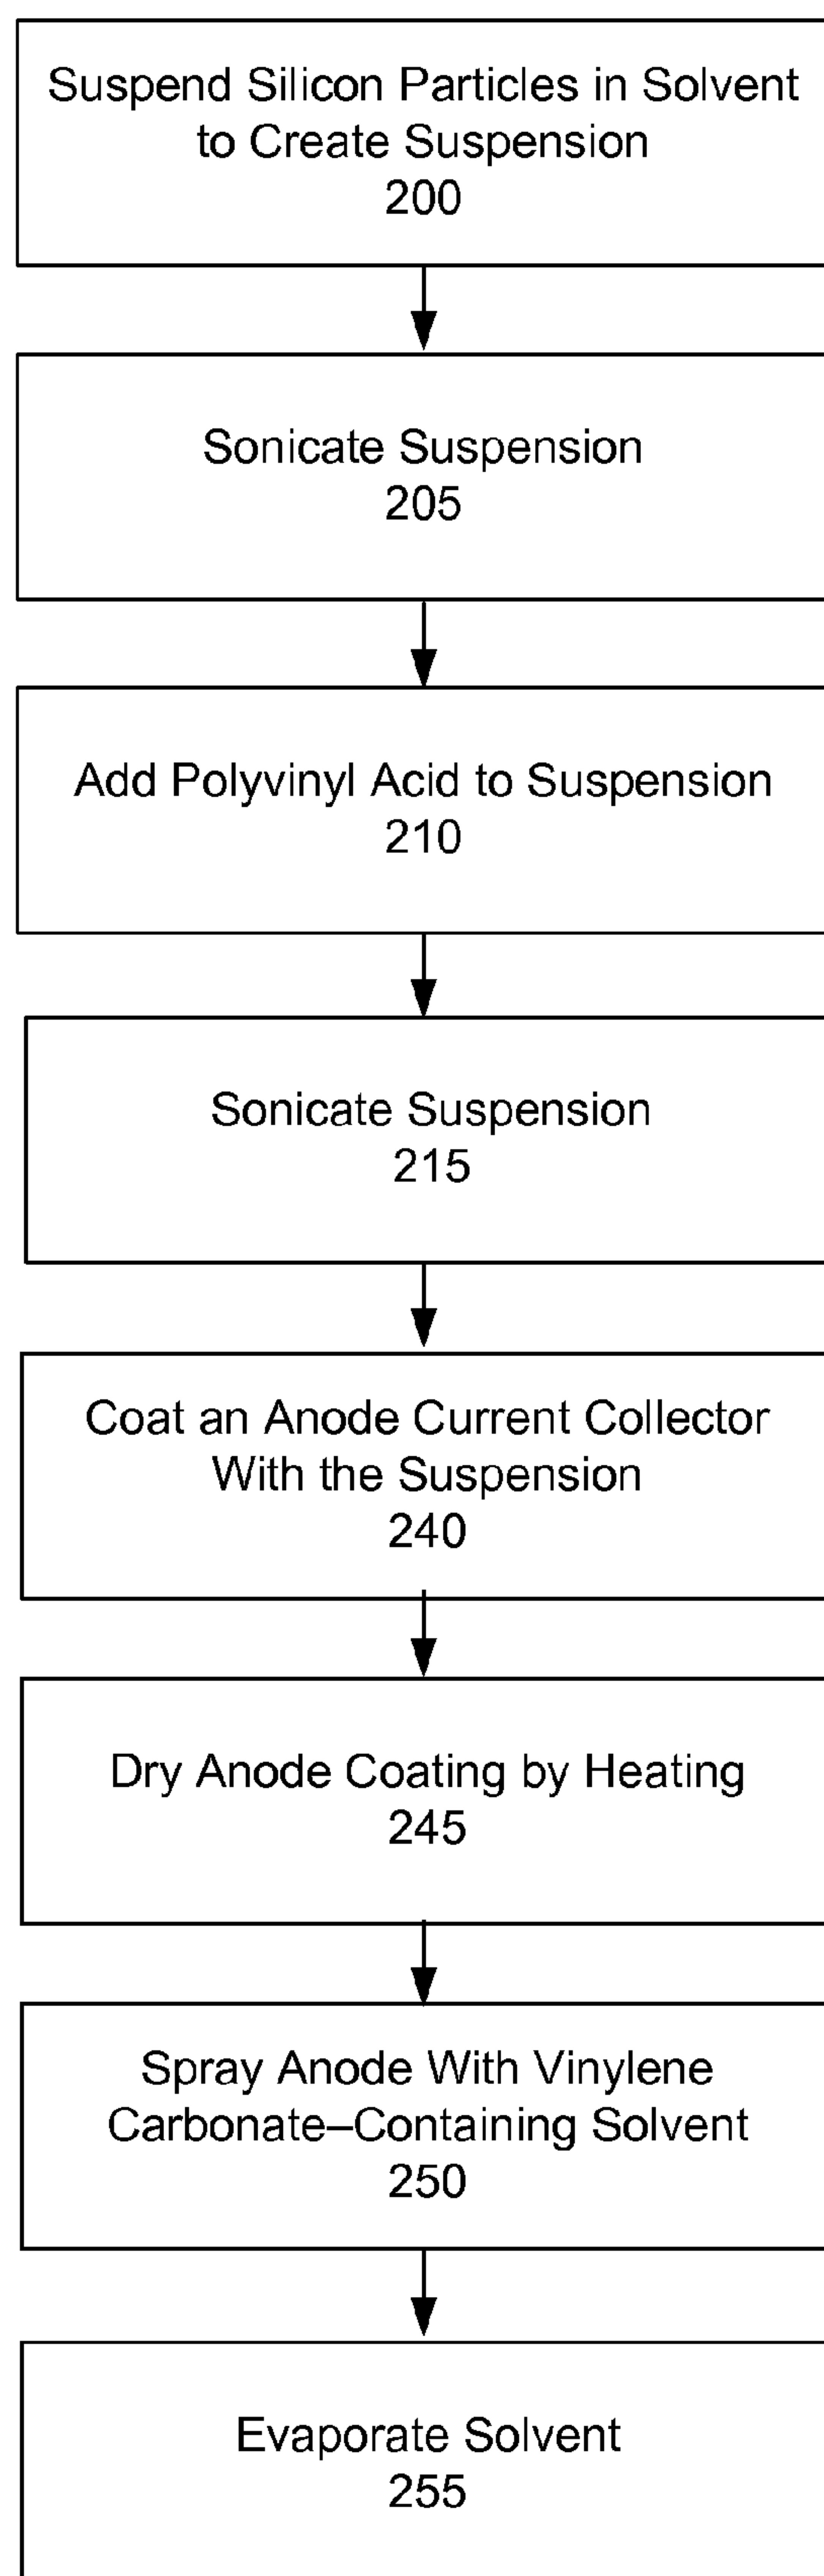 Suspend Silicon Particles in Solvent
to Create Suspension
200
Sonicate Suspension
205
Add Polyvinyl Acid to Suspension
210
Sonicate Suspension
215
Coat an Anode Current Collector
With the Suspension
240
Dry Anode Coating by Heating
245
Spray Anode With Vinylene
Carbonate–Containing Solvent
250
Evaporate Solvent
255